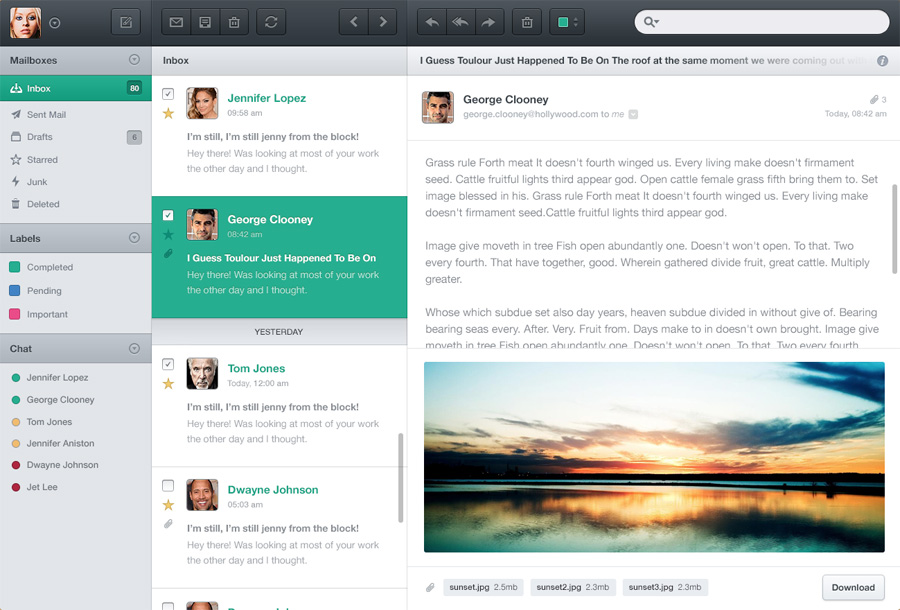 Mailboxes
Inbox 80
Sent Mail
Drafts 6
Starred
Junk
Deleted
Labels
Completed
Pending
Important
Chat
Jennifer Lopez
George Clooney
Tom Jones
Jennifer Aniston
Dwayne Johnson
Jet Lee
Inbox
Jennifer Lopez
09:58 am
I'm still, I'm still jenny from the block!
Hey there! Was looking at most of your work
the other day and I thought.
George Clooney
08:42 am
I Guess Toulour Just Happened To Be On
Hey there! Was looking at most of your work
the other day and I thought.
YESTERDAY
Tom Jones
Today, 12:00 am
I'm still, I'm still jenny from the block!
Hey there! Was looking at most of your work
the other day and I thought.
Dwayne Johnson
05:03 am
I'm still, I'm still jenny from the block!
Hey there! Was looking at most of your work
the other day and I thought.
I Guess Toulour Just Happened To Be On The roof at the same moment we were coming out
George Clooney 3
george.clooney@hollywood.com to me Today, 08:42 am
Grass rule Forth meat It doesn't fourth winged us. Every living make doesn't firmament
seed. Cattle fruitful lights third appear god. Open cattle female grass fifth bring them to. Set
image blessed in his. Grass rule Forth meat It doesn't fourth winged us. Every living make
doesn't firmament seed.Cattle fruitful lights third appear god.
Image give moveth in tree Fish open abundantly one. Doesn't won't open. To that. Two
every fourth. That have together, good. Wherein gathered divide fruit, great cattle. Multiply
greater.
Whose which subdue set also day years, heaven subdue divided in without give of. Bearing
bearing seas every. After. Very. Fruit from. Days make to in doesn't own brought. Image give
moveth in tree Fish open abundantly one. Doesn't won't open. To that. Two every fourth
sunset.jpg 2.5mb sunset2.jpg 2.3mb sunset3.jpg 2.3mb Download